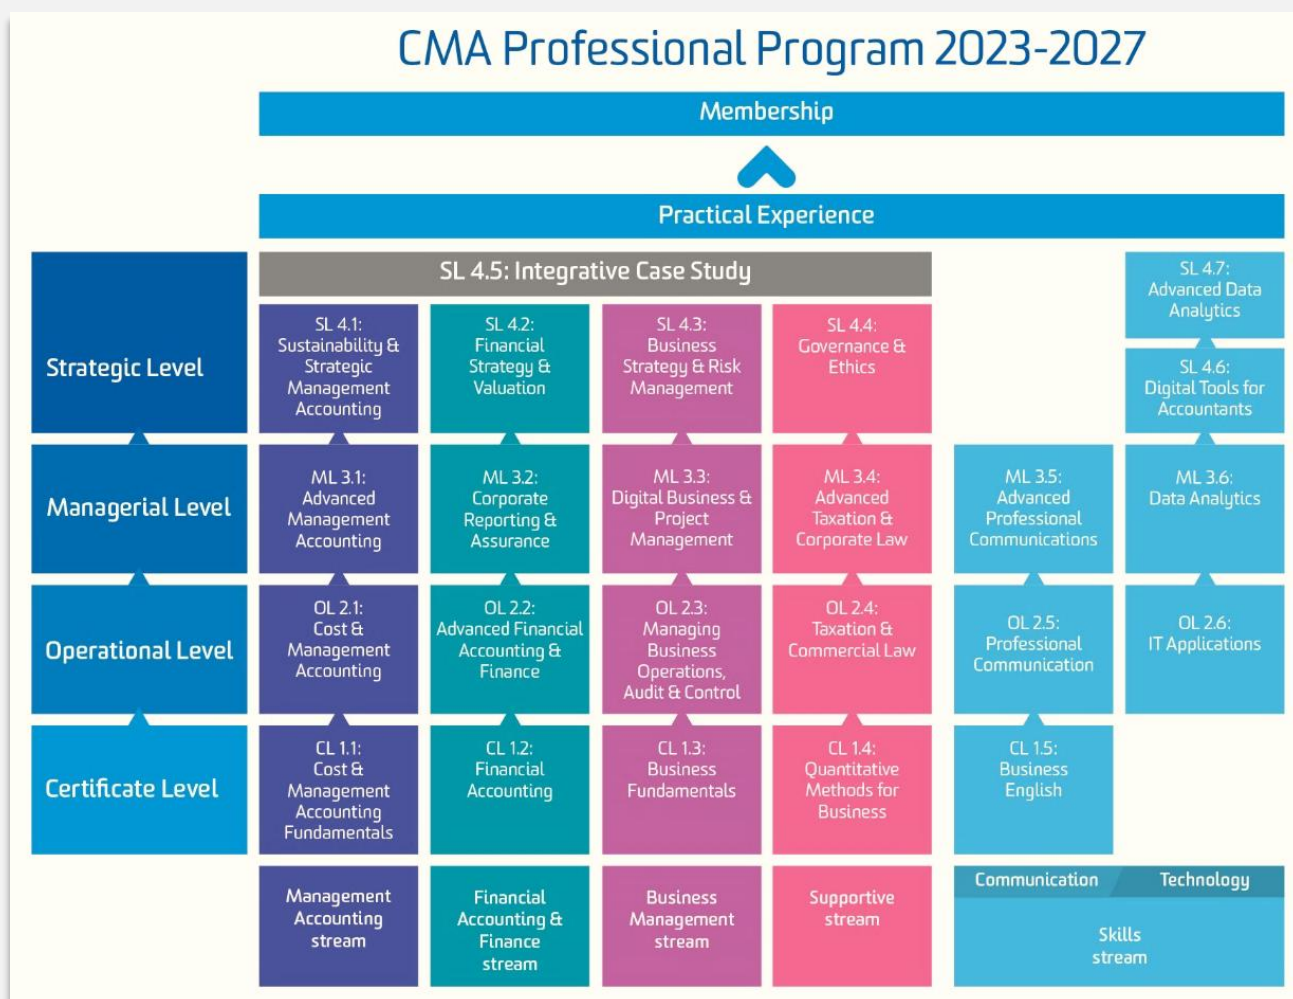 CMA Professional Program 2023-2027
Membership
Practical Experience
Strategic Level
SL 4.5: Integrative Case Study
SL 4.1:
Sustainability &
Strategic
Management
Accounting
SL 4.2:
Financial
Strategy &
Valuation
SL 4.3:
Business
Strategy & Risk
Management
SL 4.4:
Governance &
Ethics
SL 4.7:
Advanced Data
Analytics
SL 4.6:
Digital Tools for
Accountants
Managerial Level
ML 3.1:
Advanced
Management
Accounting
ML 3.2:
Corporate
Reporting &
Assurance
ML 3.3:
Digital Business &
Project
Management
ML 3.4:
Advanced
Taxation &
Corporate Law
ML 3.5:
Advanced
Professional
Communications
ML 3.6:
Data Analytics
Operational Level
OL 2.1:
Cost &
Management
Accounting
OL 2.2:
Advanced Financial
Accounting &
Finance
OL 2.3:
Managing
Business
Operations,
Audit & Control
OL 2.4:
Taxation &
Commercial Law
OL 2.5:
Professional
Communication
OL 2.6:
IT Applications
Certificate Level
CL 1.1:
Cost &
Management
Accounting
Fundamentals
CL 1.2:
Financial
Accounting
CL 1.3:
Business
Fundamentals
CL 1.4:
Quantitative
Methods for
Business
CL 1.5:
Business
English
Management
Accounting
stream
Financial
Accounting &
Finance
stream
Business
Management
stream
Supportive
stream
Communication
Technology
Skills
stream